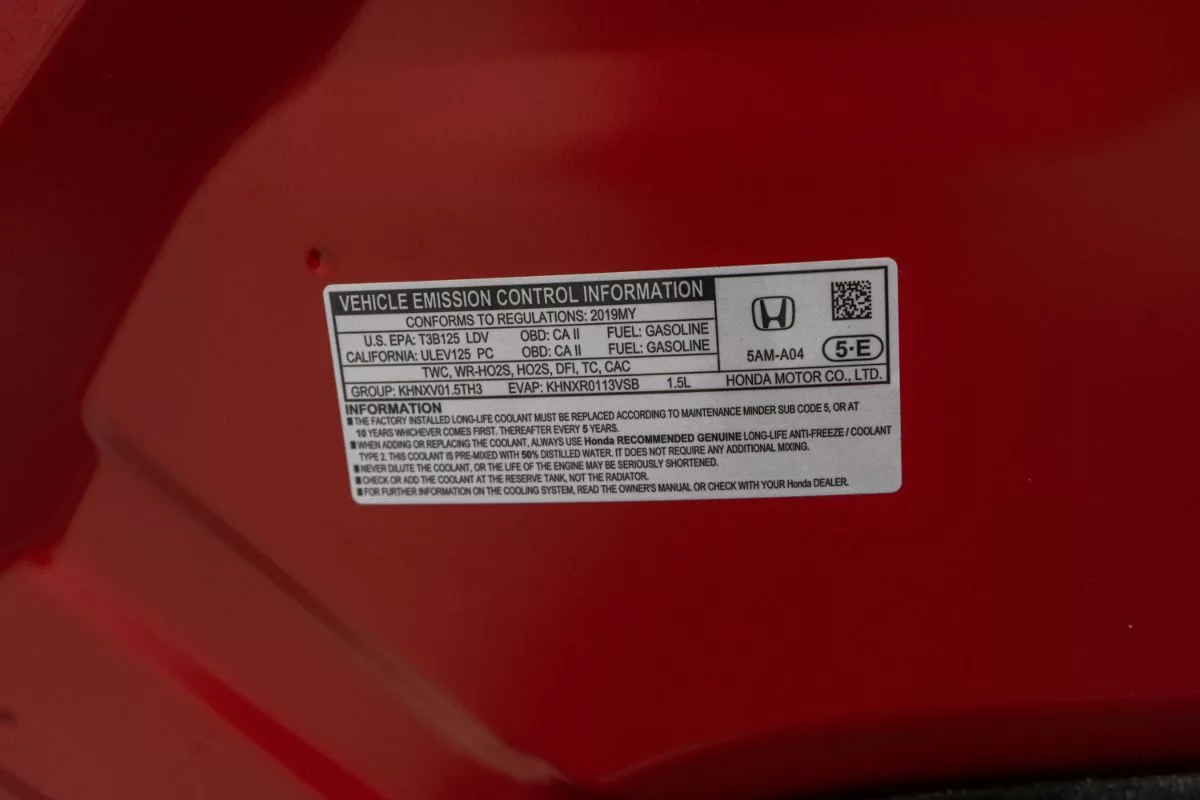 VEHICLE EMISSION CONTROL INFORMATION
CONFORMS TO REGULATIONS: 2019MY
U.S. EPA: T3B125 LDV OBD: CA II FUEL: GASOLINE
CALIFORNIA: ULEV125 PC OBD: CA II FUEL: GASOLINE
TWC, WR-HO2S, HO2S, DFI, TC, CAC
GROUP: KHNXV01.5TH3 EVAP: KHNXR0113VSB 1.5L
5AM-A04 5·E
HONDA MOTOR CO., LTD.
INFORMATION
■THE FACTORY INSTALLED LONG-LIFE COOLANT MUST BE REPLACED ACCORDING TO MAINTENANCE MINDER SUB CODE 5, OR AT
10 YEARS WHICHEVER COMES FIRST. THEREAFTER EVERY 5 YEARS.
■WHEN ADDING OR REPLACING THE COOLANT, ALWAYS USE Honda RECOMMENDED GENUINE LONG-LIFE ANTI-FREEZE / COOLANT
TYPE 2. THIS COOLANT IS PRE-MIXED WITH 50% DISTILLED WATER. IT DOES NOT REQUIRE ANY ADDITIONAL MIXING.
■NEVER DILUTE THE COOLANT, OR THE LIFE OF THE ENGINE MAY BE SERIOUSLY SHORTENED.
■CHECK OR ADD THE COOLANT AT THE RESERVE TANK, NOT THE RADIATOR.
■FOR FURTHER INFORMATION ON THE COOLING SYSTEM, READ THE OWNER'S MANUAL OR CHECK WITH YOUR Honda DEALER.